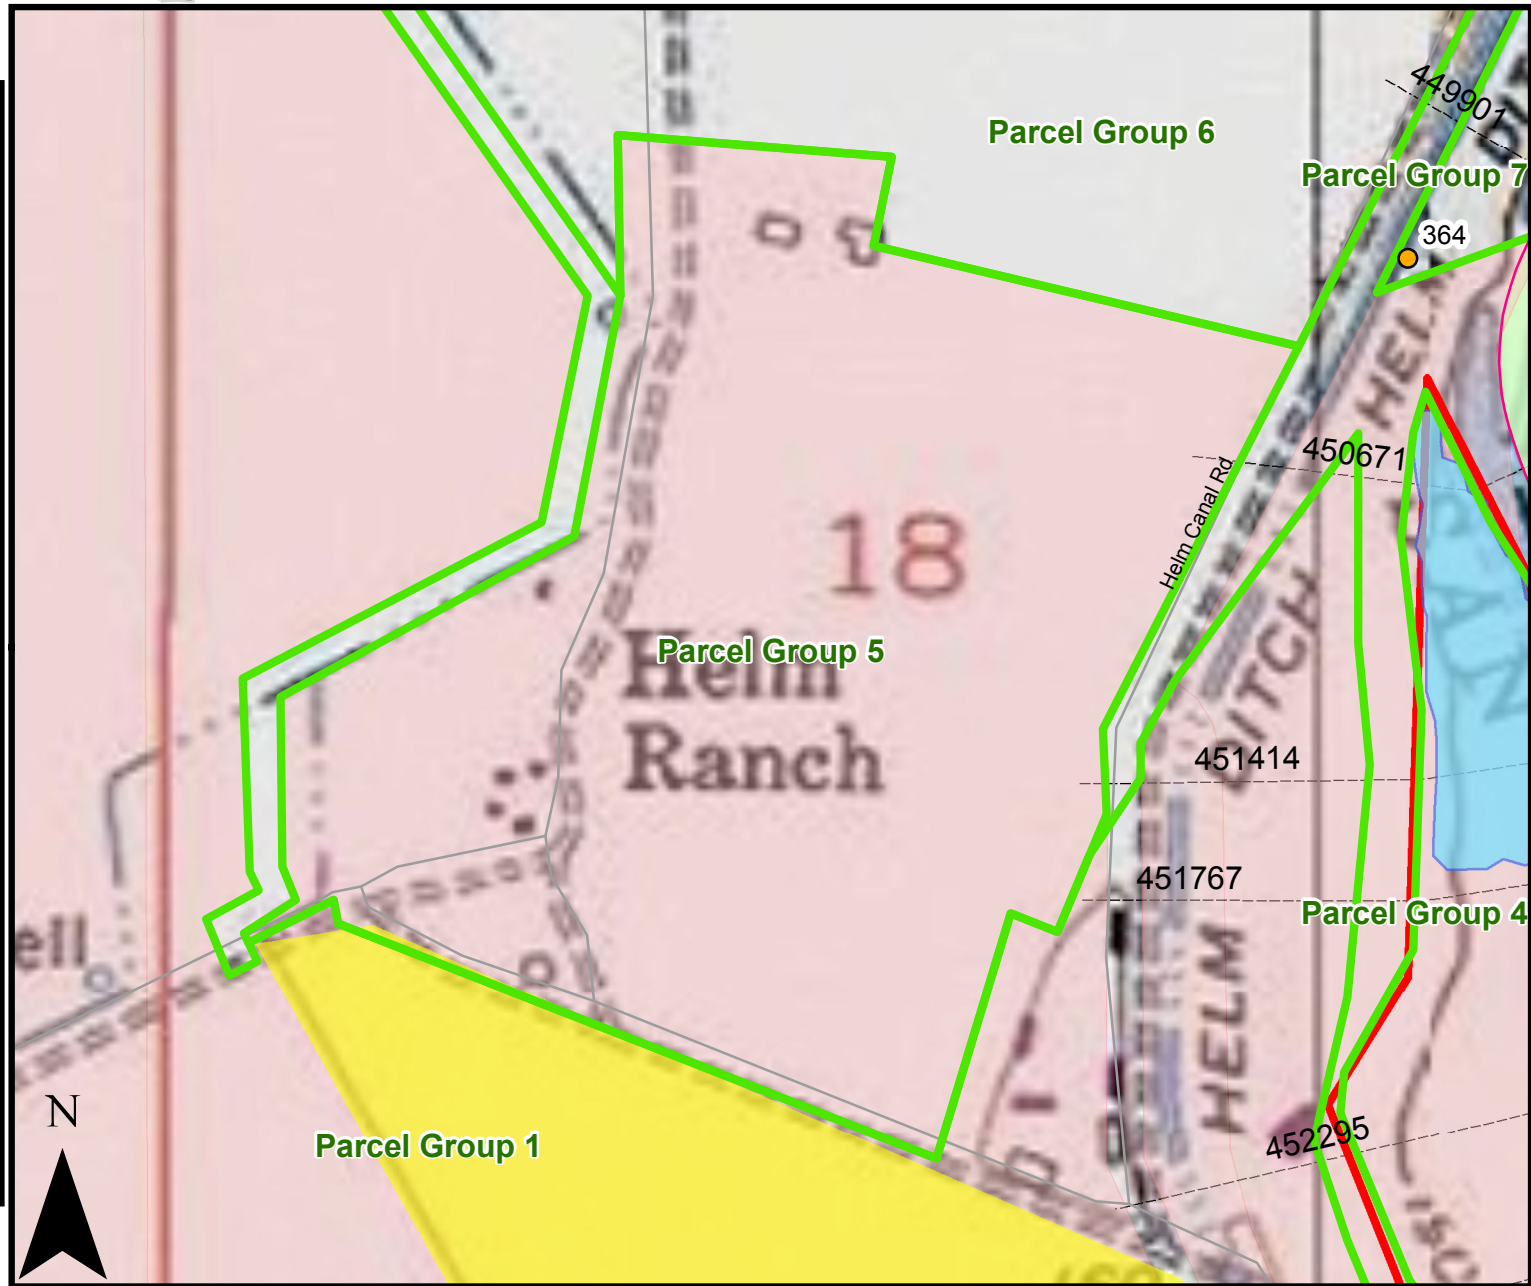 449901
DIT
Parcel Group 6
Parcel Group 7
364
HELM
450671
Helm Canal Rd
18
Parcel Group 5
Helm
Ranch
DITCH
451414
451767
Parcel Group 4
ell
HELM
N
452295
Parcel Group 1